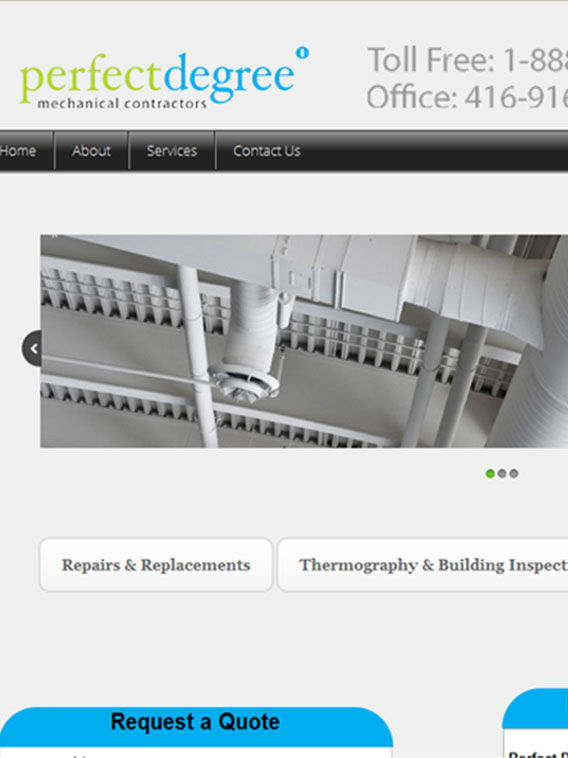 perfectdegree
mechanical contractors
Toll Free: 1-888
Office: 416-916
Home About Services Contact Us
Repairs & Replacements Thermography & Building Inspecti
Request a Quote
Perfect D